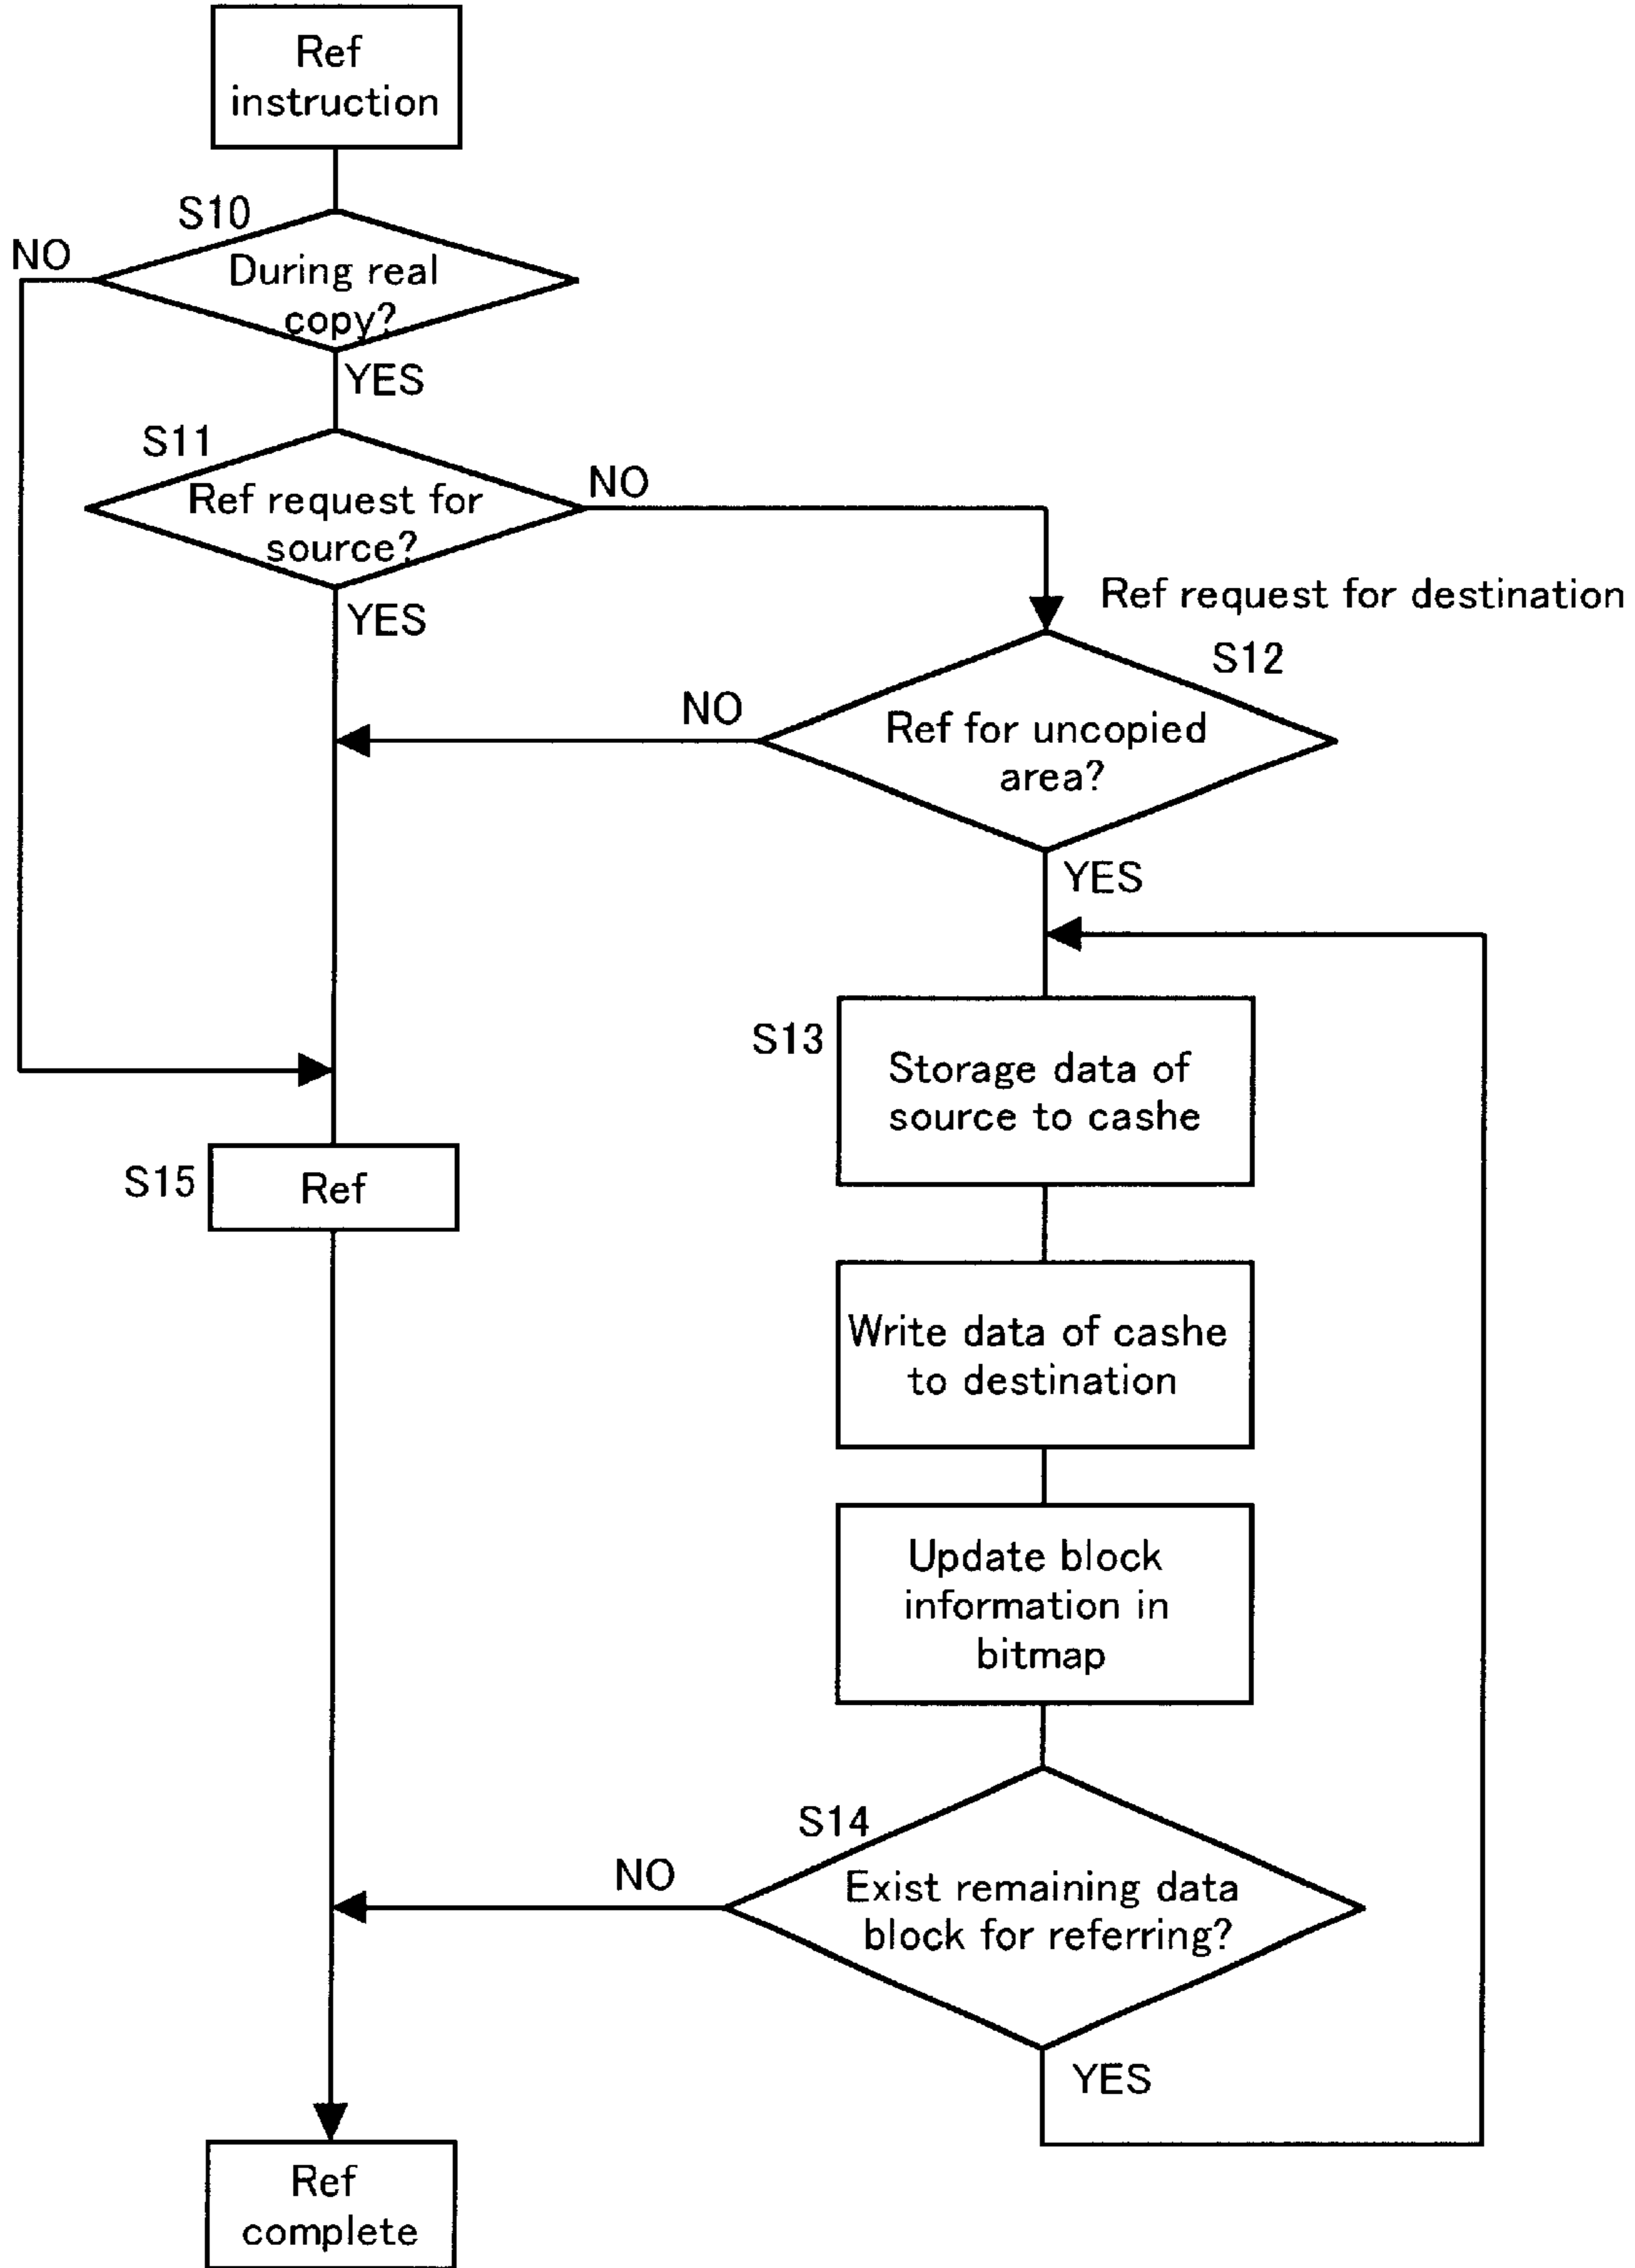 Ref
instruction
S10
NO
During real
copy?
YES
S11
Ref request for
source?
NO
YES
Ref request for destination
S12
NO
Ref for uncopied
area?
YES
S13
Storage data of
source to cashe
S15
Ref
Write data of cashe
to destination
Update block
information in
bitmap
S14
NO
Exist remaining data
block for referring?
YES
Ref
complete